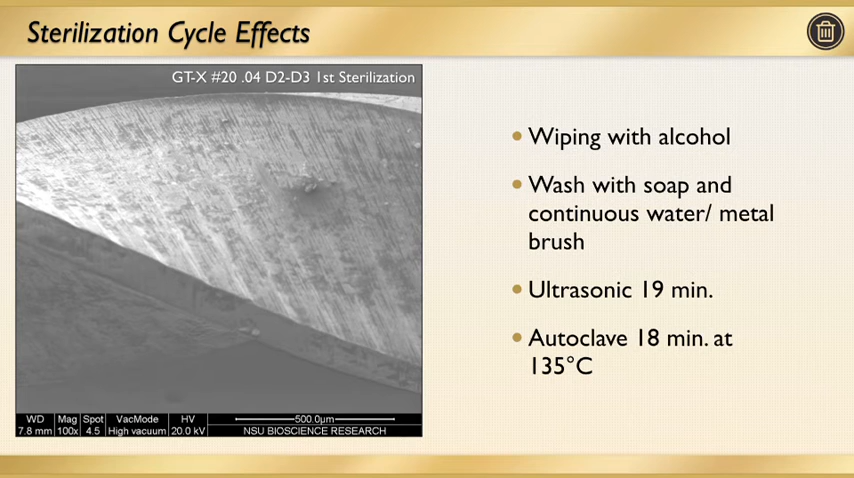 Sterilization Cycle Effects
GT-X #20 .04 D2-D3 1st Sterilization
WD Mag Spot VacMode HV 500.0µm
7.8 mm 100x 4.5 High vacuum 20.0 kV NSU BIOSCIENCE RESEARCH
• Wiping with alcohol
• Wash with soap and
continuous water/ metal
brush
• Ultrasonic 19 min.
• Autoclave 18 min. at
135°C